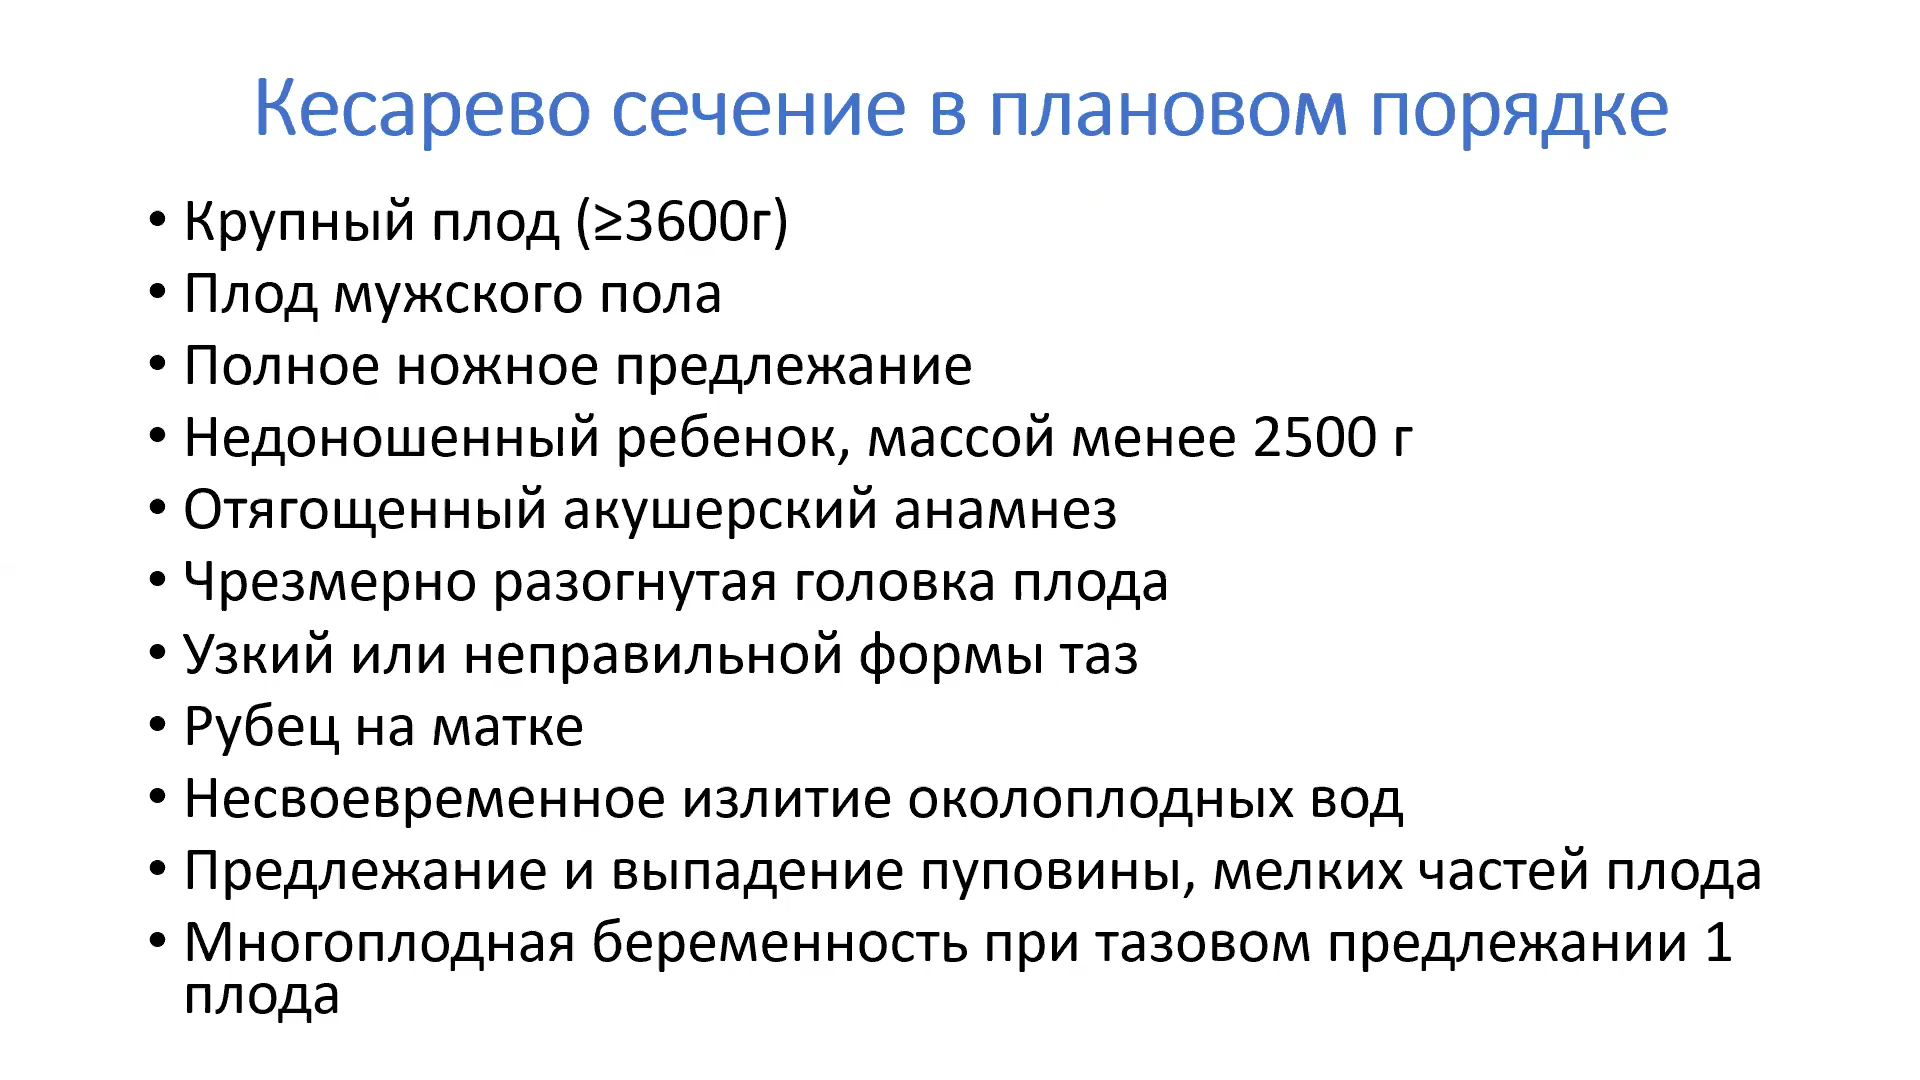 Кесарево сечение в плановом порядке
• Крупный плод (≥3600г)
• Плод мужского пола
• Полное ножное предлежание
• Недоношенный ребенок, массой менее 2500 г
• Отягощенный акушерский анамнез
• Чрезмерно разогнутая головка плода
• Узкий или неправильной формы таз
• Рубец на матке
• Несвоевременное излитие околоплодных вод
• Предлежание и выпадение пуповины, мелких частей плода
• Многоплодная беременность при тазовом предлежании 1
плода